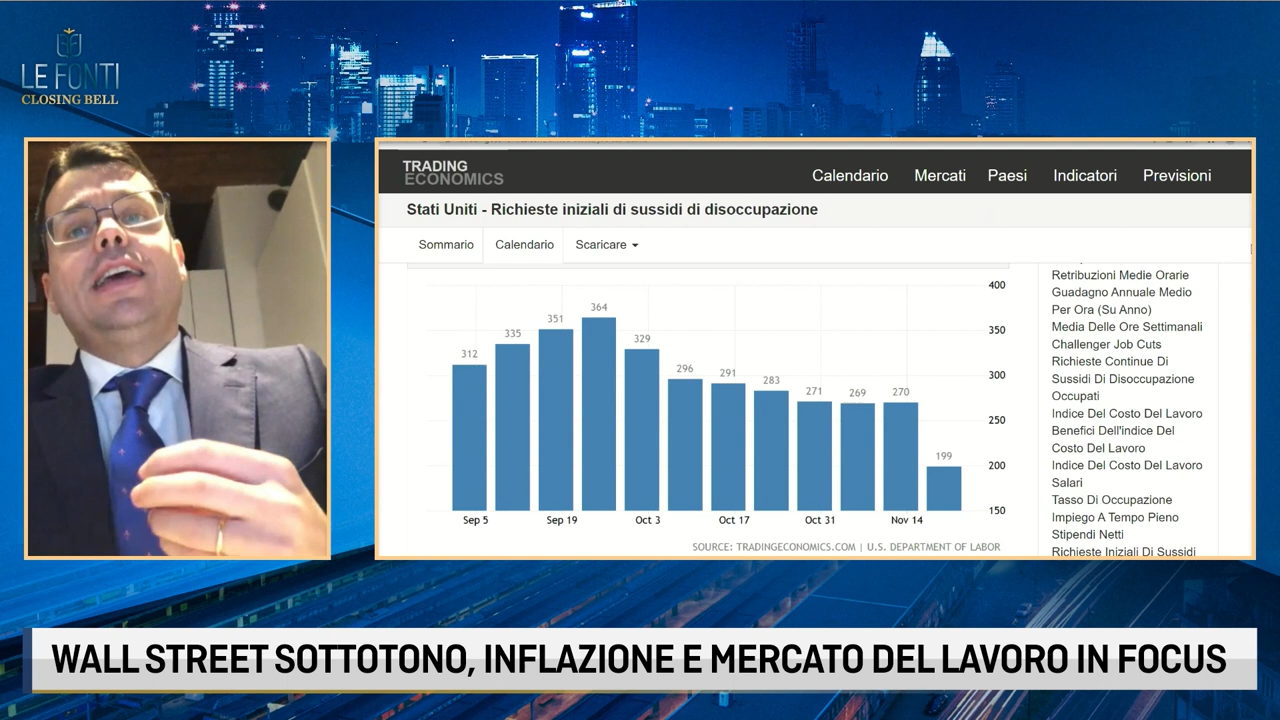 LE FONTI
CLOSING BELL
TRADING
ECONOMICS
Calendario Mercati Paesi Indicatori Previsioni
Stati Uniti - Richieste iniziali di sussidi di disoccupazione
Sommario Calendario Scaricare
400
350
300
250
200
150
312
335
351
364
329
296
291
283
271
269
270
199
Sep 5 Sep 19 Oct 3 Oct 17 Oct 31 Nov 14
SOURCE: TRADINGECONOMICS.COM | U.S. DEPARTMENT OF LABOR
Retribuzioni Medie Orarie
Guadagno Annuale Medio
Per Ora (Su Anno)
Media Delle Ore Settimanali
Challenger Job Cuts
Richieste Continue Di
Sussidi Di Disoccupazione
Occupati
Indice Del Costo Del Lavoro
Benefici Dell'indice Del
Costo Del Lavoro
Indice Del Costo Del Lavoro
Salari
Tasso Di Occupazione
Impiego A Tempo Pieno
Stipendi Netti
Richieste Iniziali Di Sussidi
WALL STREET SOTTOTONO, INFLAZIONE E MERCATO DEL LAVORO IN FOCUS